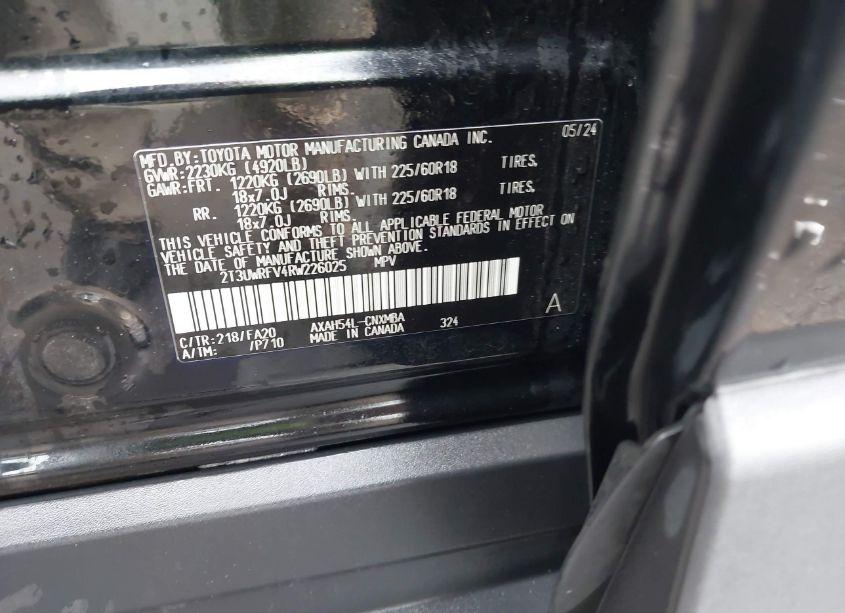 MFD.BY:TOYOTA MOTOR MANUFACTURING CANADA INC. 05/24
GVWR:2230KG (4920LB)
GAWR:FRT. 1220KG (2690LB) WITH 225/60R18 TIRES,
18x7.0J RIMS,
RR. 1220KG (2690LB) WITH 225/60R18 TIRES,
18x7.0J RIMS,
THIS VEHICLE CONFORMS TO ALL APPLICABLE FEDERAL MOTOR
VEHICLE SAFETY AND THEFT PREVENTION STANDARDS IN EFFECT ON
THE DATE OF MANUFACTURE SHOWN ABOVE.
2T3UWRFV4RW226025 MPV
C/TR:218/FA20 AXAH54L-CNXMBA 324 A
A/TM: /P710 MADE IN CANADA